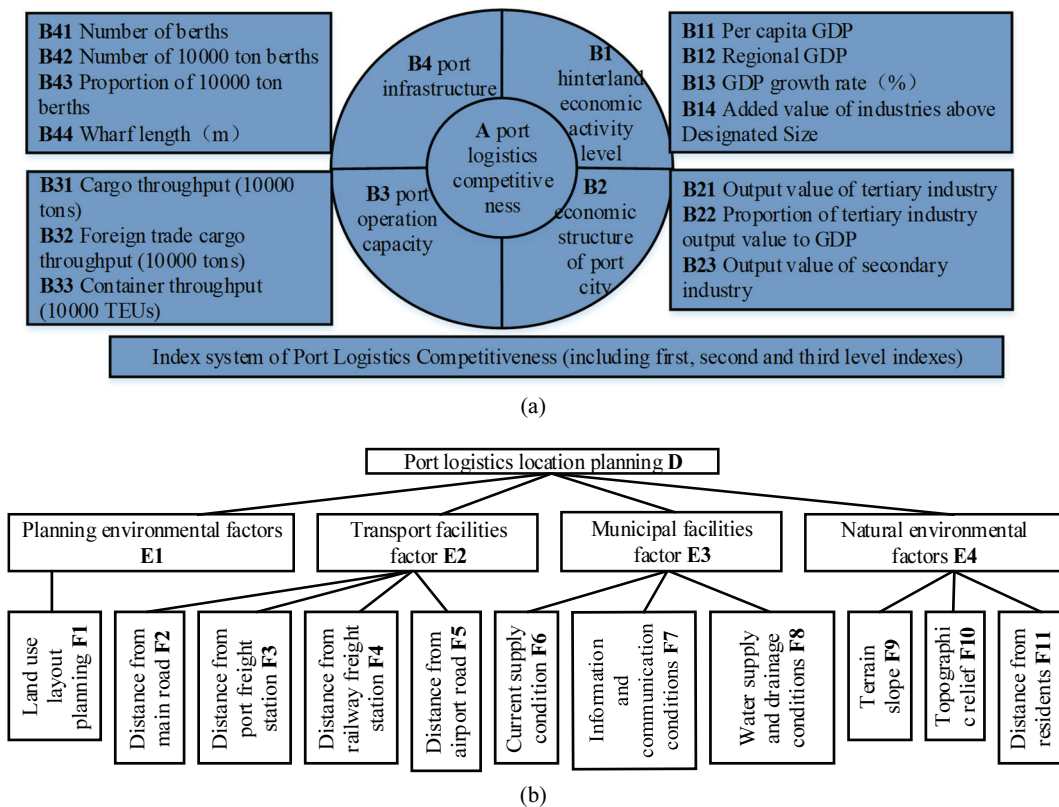 B41 Number of berths
B42 Number of 10000 ton berths
B43 Proportion of 10000 ton
berths
B44 Wharf length（m）
B4 port
infrastructure
B1
hinterland
economic
activity
level
B11 Per capita GDP
B12 Regional GDP
B13 GDP growth rate（%）
B14 Added value of industries above
Designated Size
A port
logistics
competitive
ness
B31 Cargo throughput (10000
tons)
B32 Foreign trade cargo
throughput (10000 tons)
B33 Container throughput
(10000 TEUs)
B3 port
operation
capacity
B2
economic
structure
of port
city
B21 Output value of tertiary industry
B22 Proportion of tertiary industry
output value to GDP
B23 Output value of secondary
industry
Index system of Port Logistics Competitiveness (including first, second and third level indexes)
(a)
Port logistics location planning D
Planning environmental factors
E1
Transport facilities
factor E2
Municipal facilities
factor E3
Natural environmental
factors E4
Land use
layout
planning F1
Distance from
main road F2
Distance from
port freight
station F3
Distance from
railway freight
station F4
Distance from
airport road F5
Current supply
condition F6
Information
and
communication
conditions F7
Water supply
and drainage
conditions F8
Terrain
slope F9
Topographi
c relief F10
Distance from
residents F11
(b)